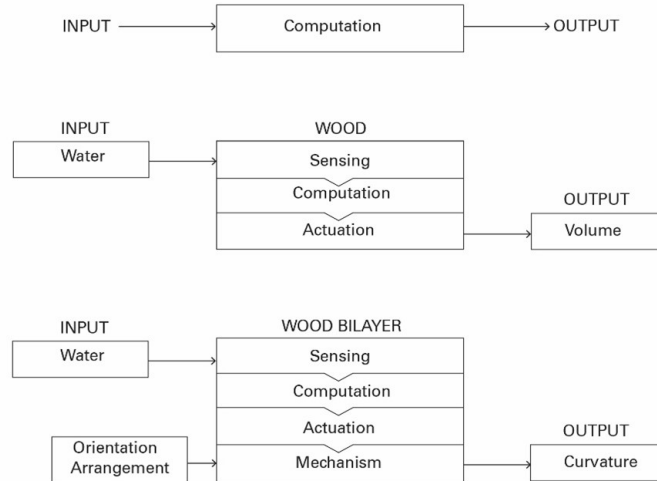 INPUT
Computation
OUTPUT
INPUT
WOOD
Water
Sensing
Computation
OUTPUT
Actuation
Volume
INPUT
WOOD BILAYER
Water
Sensing
Computation
Actuation
OUTPUT
Orientation
Arrangement
Mechanism
Curvature